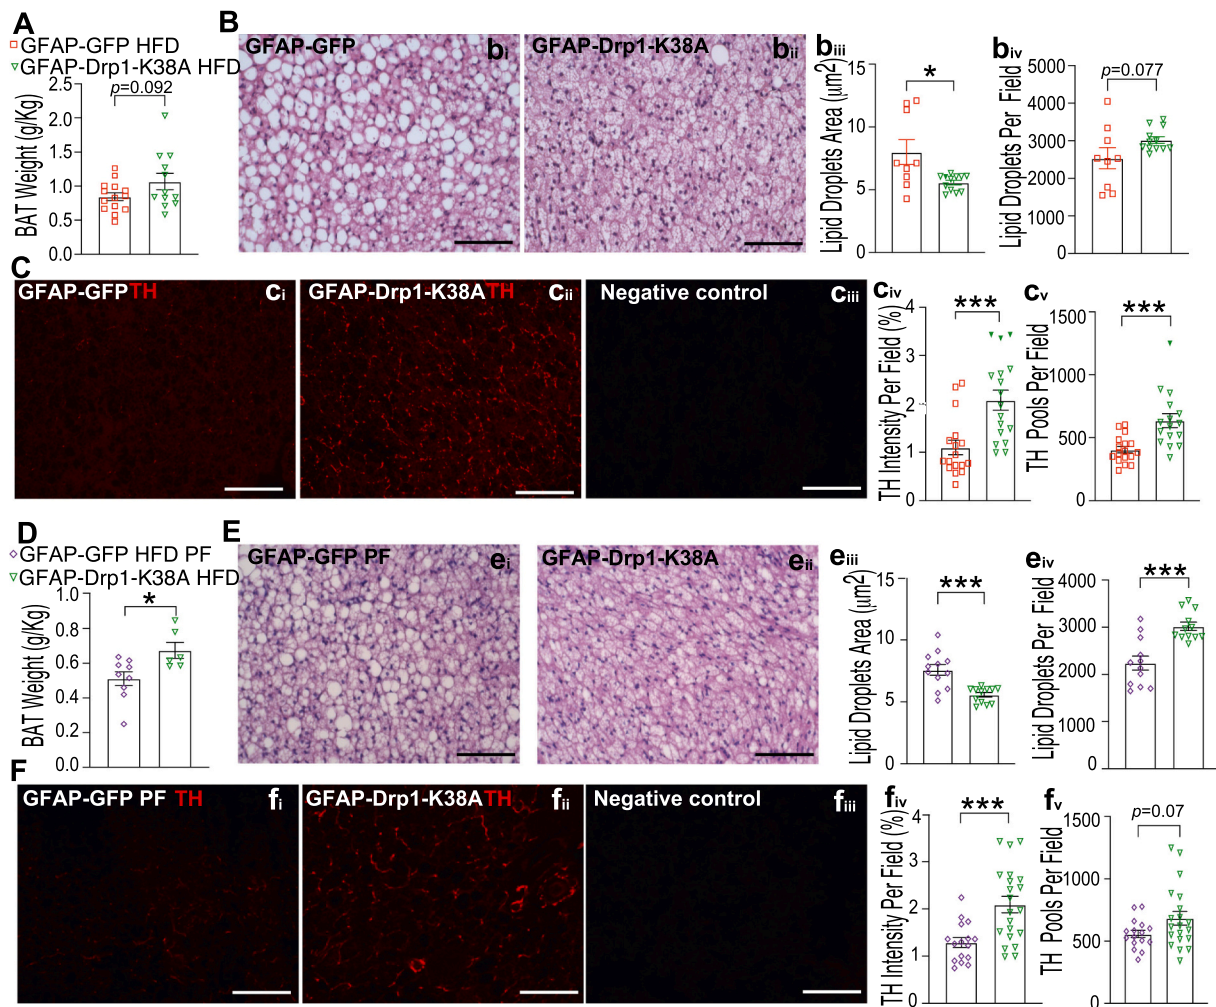 A
GFAP-GFP HFD
GFAP-Drp1-K38A HFD
BAT Weight (g/Kg)
2.5
2.0
1.5
1.0
0.5
0.0
p=0.092
B
GFAP-GFP
bi
GFAP-Drp1-K38A
bii
biii
Lipid Droplets Area (μm2)
15
10
5
0
*
biv
Lipid Droplets Per Field
5000
4000
3000
2000
1000
0
p=0.077
C
GFAP-GFP TH
ci
GFAP-Drp1-K38A TH
cii
Negative control
ciii
civ
TH Intensity Per Field (%)
4
3
2
1
0
***
cv
TH Pools Per Field
1500
1000
500
0
***
D
GFAP-GFP HFD PF
GFAP-Drp1-K38A HFD
BAT Weight (g/Kg)
1.0
0.8
0.6
0.4
0.2
0.0
*
E
GFAP-GFP PF
ei
GFAP-Drp1-K38A
eii
eiii
Lipid Droplets Area (μm2)
15
10
5
0
***
eiv
Lipid Droplets Per Field
4000
3000
2000
1000
0
***
F
GFAP-GFP PF TH
fi
GFAP-Drp1-K38A TH
fii
Negative control
fiii
fiv
TH Intensity Per Field (%)
4
3
2
1
0
***
fv
TH Pools Per Field
1500
1000
500
0
p=0.07